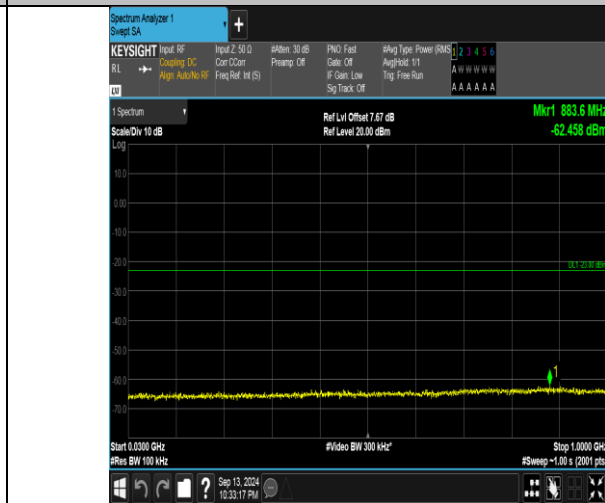 Spectrum Analyzer 1
Swept SA
+
KEYSIGHT
RL
Input: RF
Coupling: DC
Align: Auto/No RF
Input Z: 50 Ω
Corr CCorr
Freq Ref: Int (S)
#Atten: 30 dB
Preamp: Off
PNO: Fast
Gate: Off
IF Gain: Low
Sig Track: Off
#Avg Type: Power (RMS
Avg|Hold: 1/1
Trig: Free Run
1 2 3 4 5 6
A W W W W W
A A A A A A
1 Spectrum
Scale/Div 10 dB
Ref Lvl Offset 7.67 dB
Ref Level 20.00 dBm
Mkr1 883.6 MHz
-62.458 dBm
Log
10.0
0.00
-10.0
-20.0
DL1 -23.00 dBm
-30.0
-40.0
-50.0
-60.0
1
-70.0
Start 0.0300 GHz
#Res BW 100 kHz
#Video BW 300 kHz*
Stop 1.0000 GHz
#Sweep ~1.00 s (2001 pts
?
Sep 13, 2024
10:33:17 PM